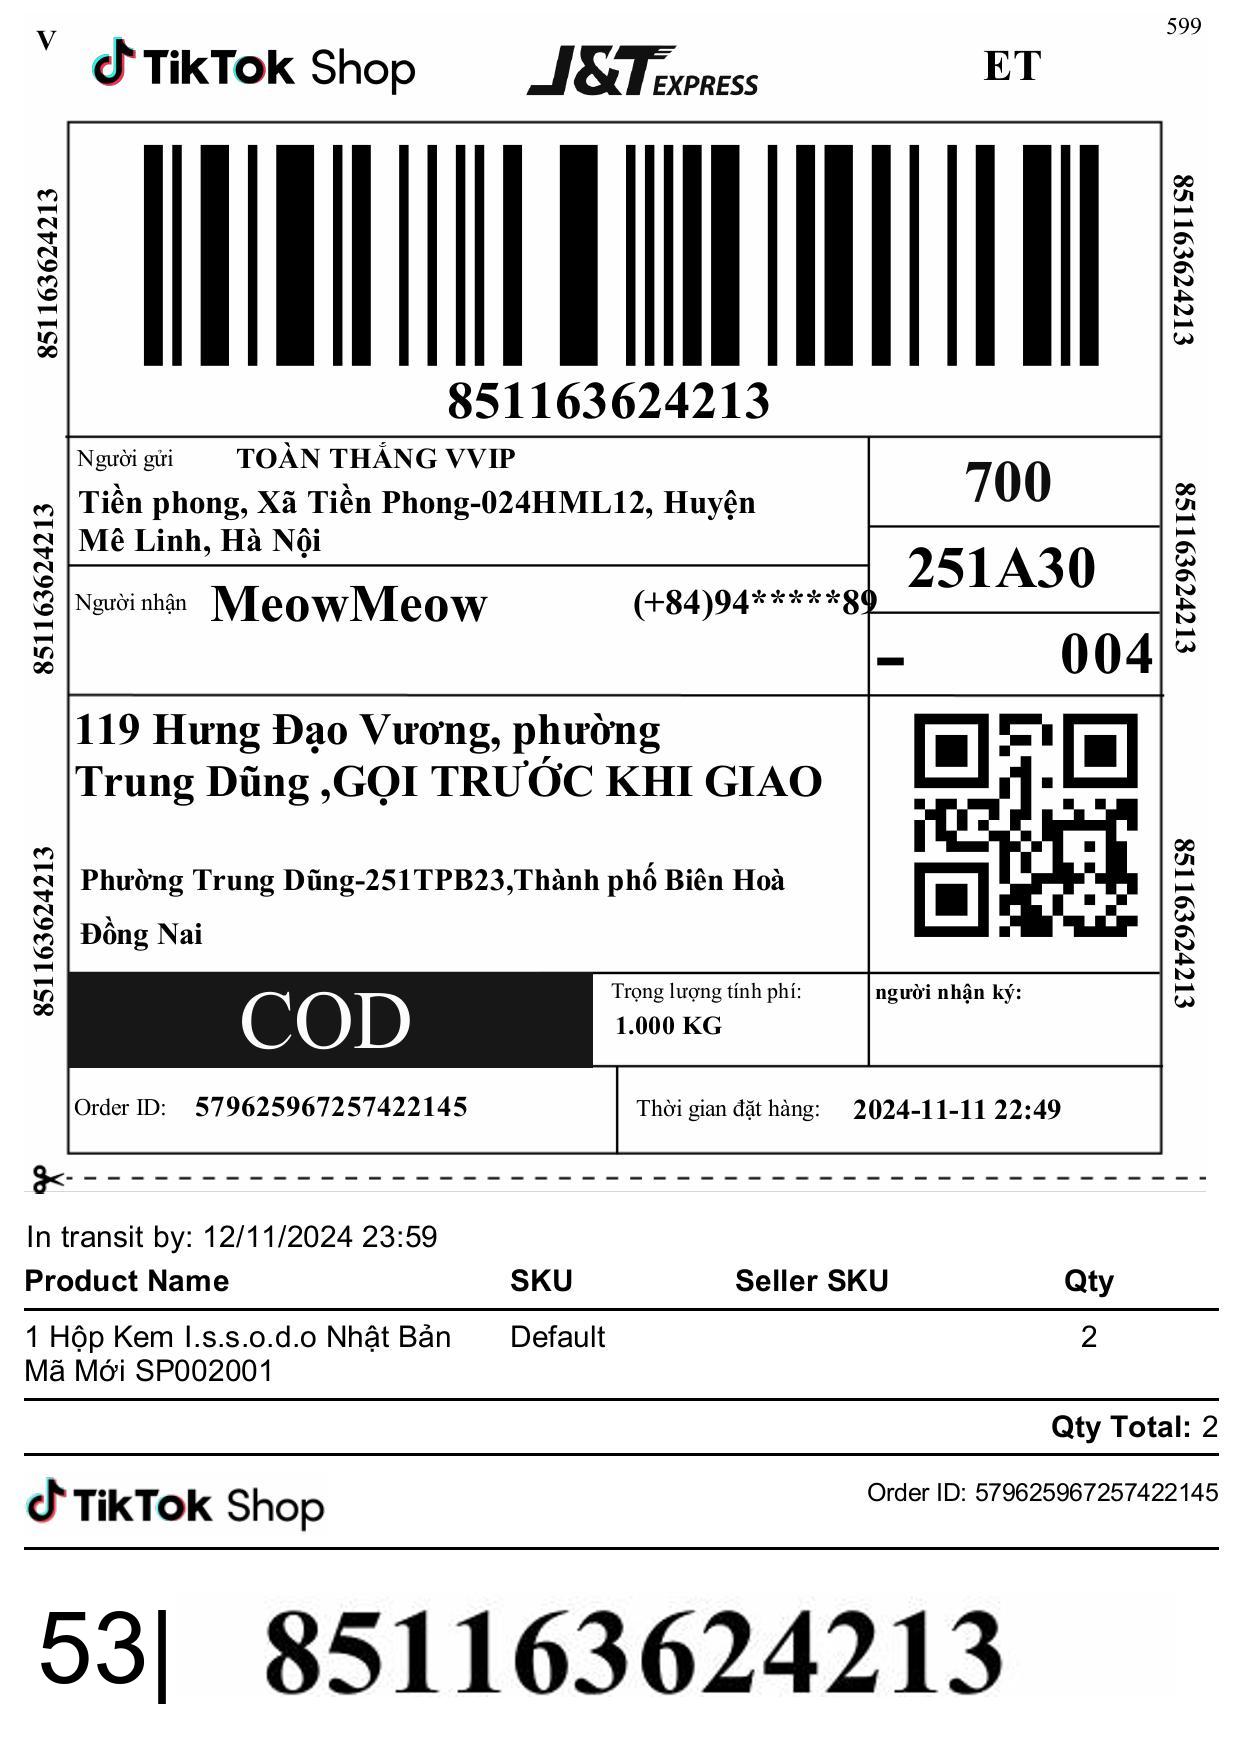 599
V
TikTok Shop
J&T EXPRESS
ET
851163624213
851163624213
851163624213
Người gửi TOÀN THẮNG VVIP
Tiền phong, Xã Tiền Phong-024HML12, Huyện
Mê Linh, Hà Nội
700
251A30
- 004
851163624213
851163624213
Người nhận MeowMeow (+84)94*****89
119 Hưng Đạo Vương, phường
Trung Dũng ,GỌI TRƯỚC KHI GIAO
Phường Trung Dũng-251TPB23,Thành phố Biên Hoà
Đồng Nai
851163624213
851163624213
COD
Trọng lượng tính phí:
1.000 KG
người nhận ký:
Order ID: 579625967257422145
Thời gian đặt hàng: 2024-11-11 22:49
In transit by: 12/11/2024 23:59
Product Name SKU Seller SKU Qty
1 Hộp Kem I.s.s.o.d.o Nhật Bản Default 2
Mã Mới SP002001
Qty Total: 2
TikTok Shop
Order ID: 579625967257422145
53| 851163624213